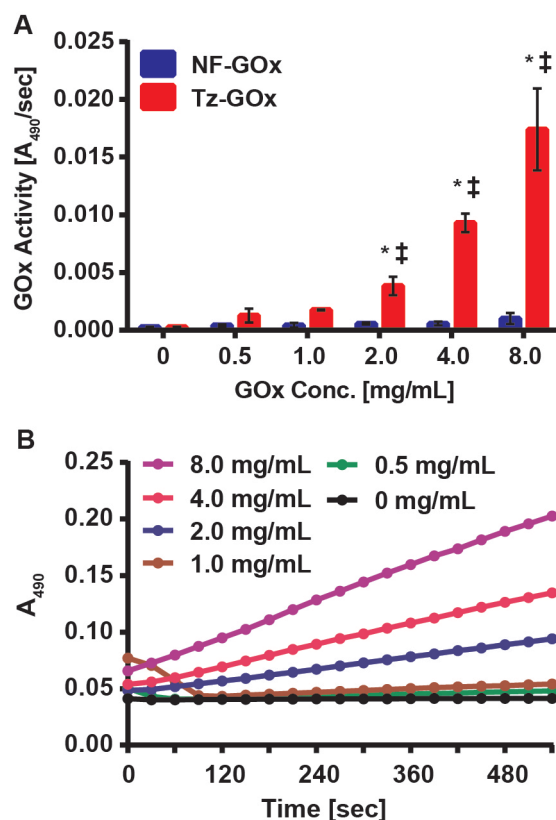 A
0.025
0.020
0.015
0.010
0.005
0.000
GOx Activity [A490/sec]
NF-GOx
Tz-GOx
*‡
*‡
*‡
0 0.5 1.0 2.0 4.0 8.0
GOx Conc. [mg/mL]
B
0.25
0.20
0.15
0.10
0.05
0.00
A490
8.0 mg/mL 0.5 mg/mL
4.0 mg/mL 0 mg/mL
2.0 mg/mL
1.0 mg/mL
0 120 240 360 480
Time [sec]